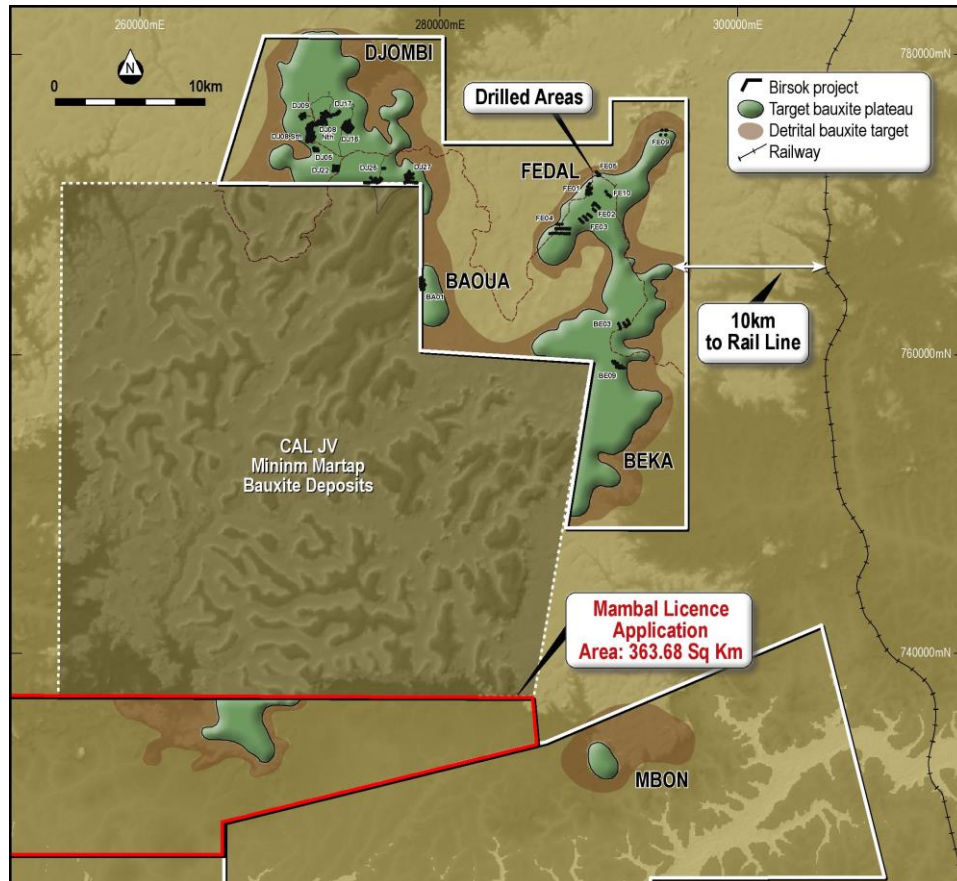 260000mE
280000mE
300000mE
780000mN
N
0
10km
DJOMBI
Drilled Areas
Birsok project
Target bauxite plateau
Detrital bauxite target
Railway
DJ09
DJ17
DJ08 Sth
DJ08
Nth
DJ16
DJ05
DJ22
DJ26
DJ27
FEDAL
FE09
FE06
FE01
FE10
FE02
FE04
FE03
BAOUA
BA01
10km
to Rail Line
BE03
760000mN
BE09
CAL JV
Mininm Martap
Bauxite Deposits
BEKA
Mambal Licence
Application
Area: 363.68 Sq Km
740000mN
MBON